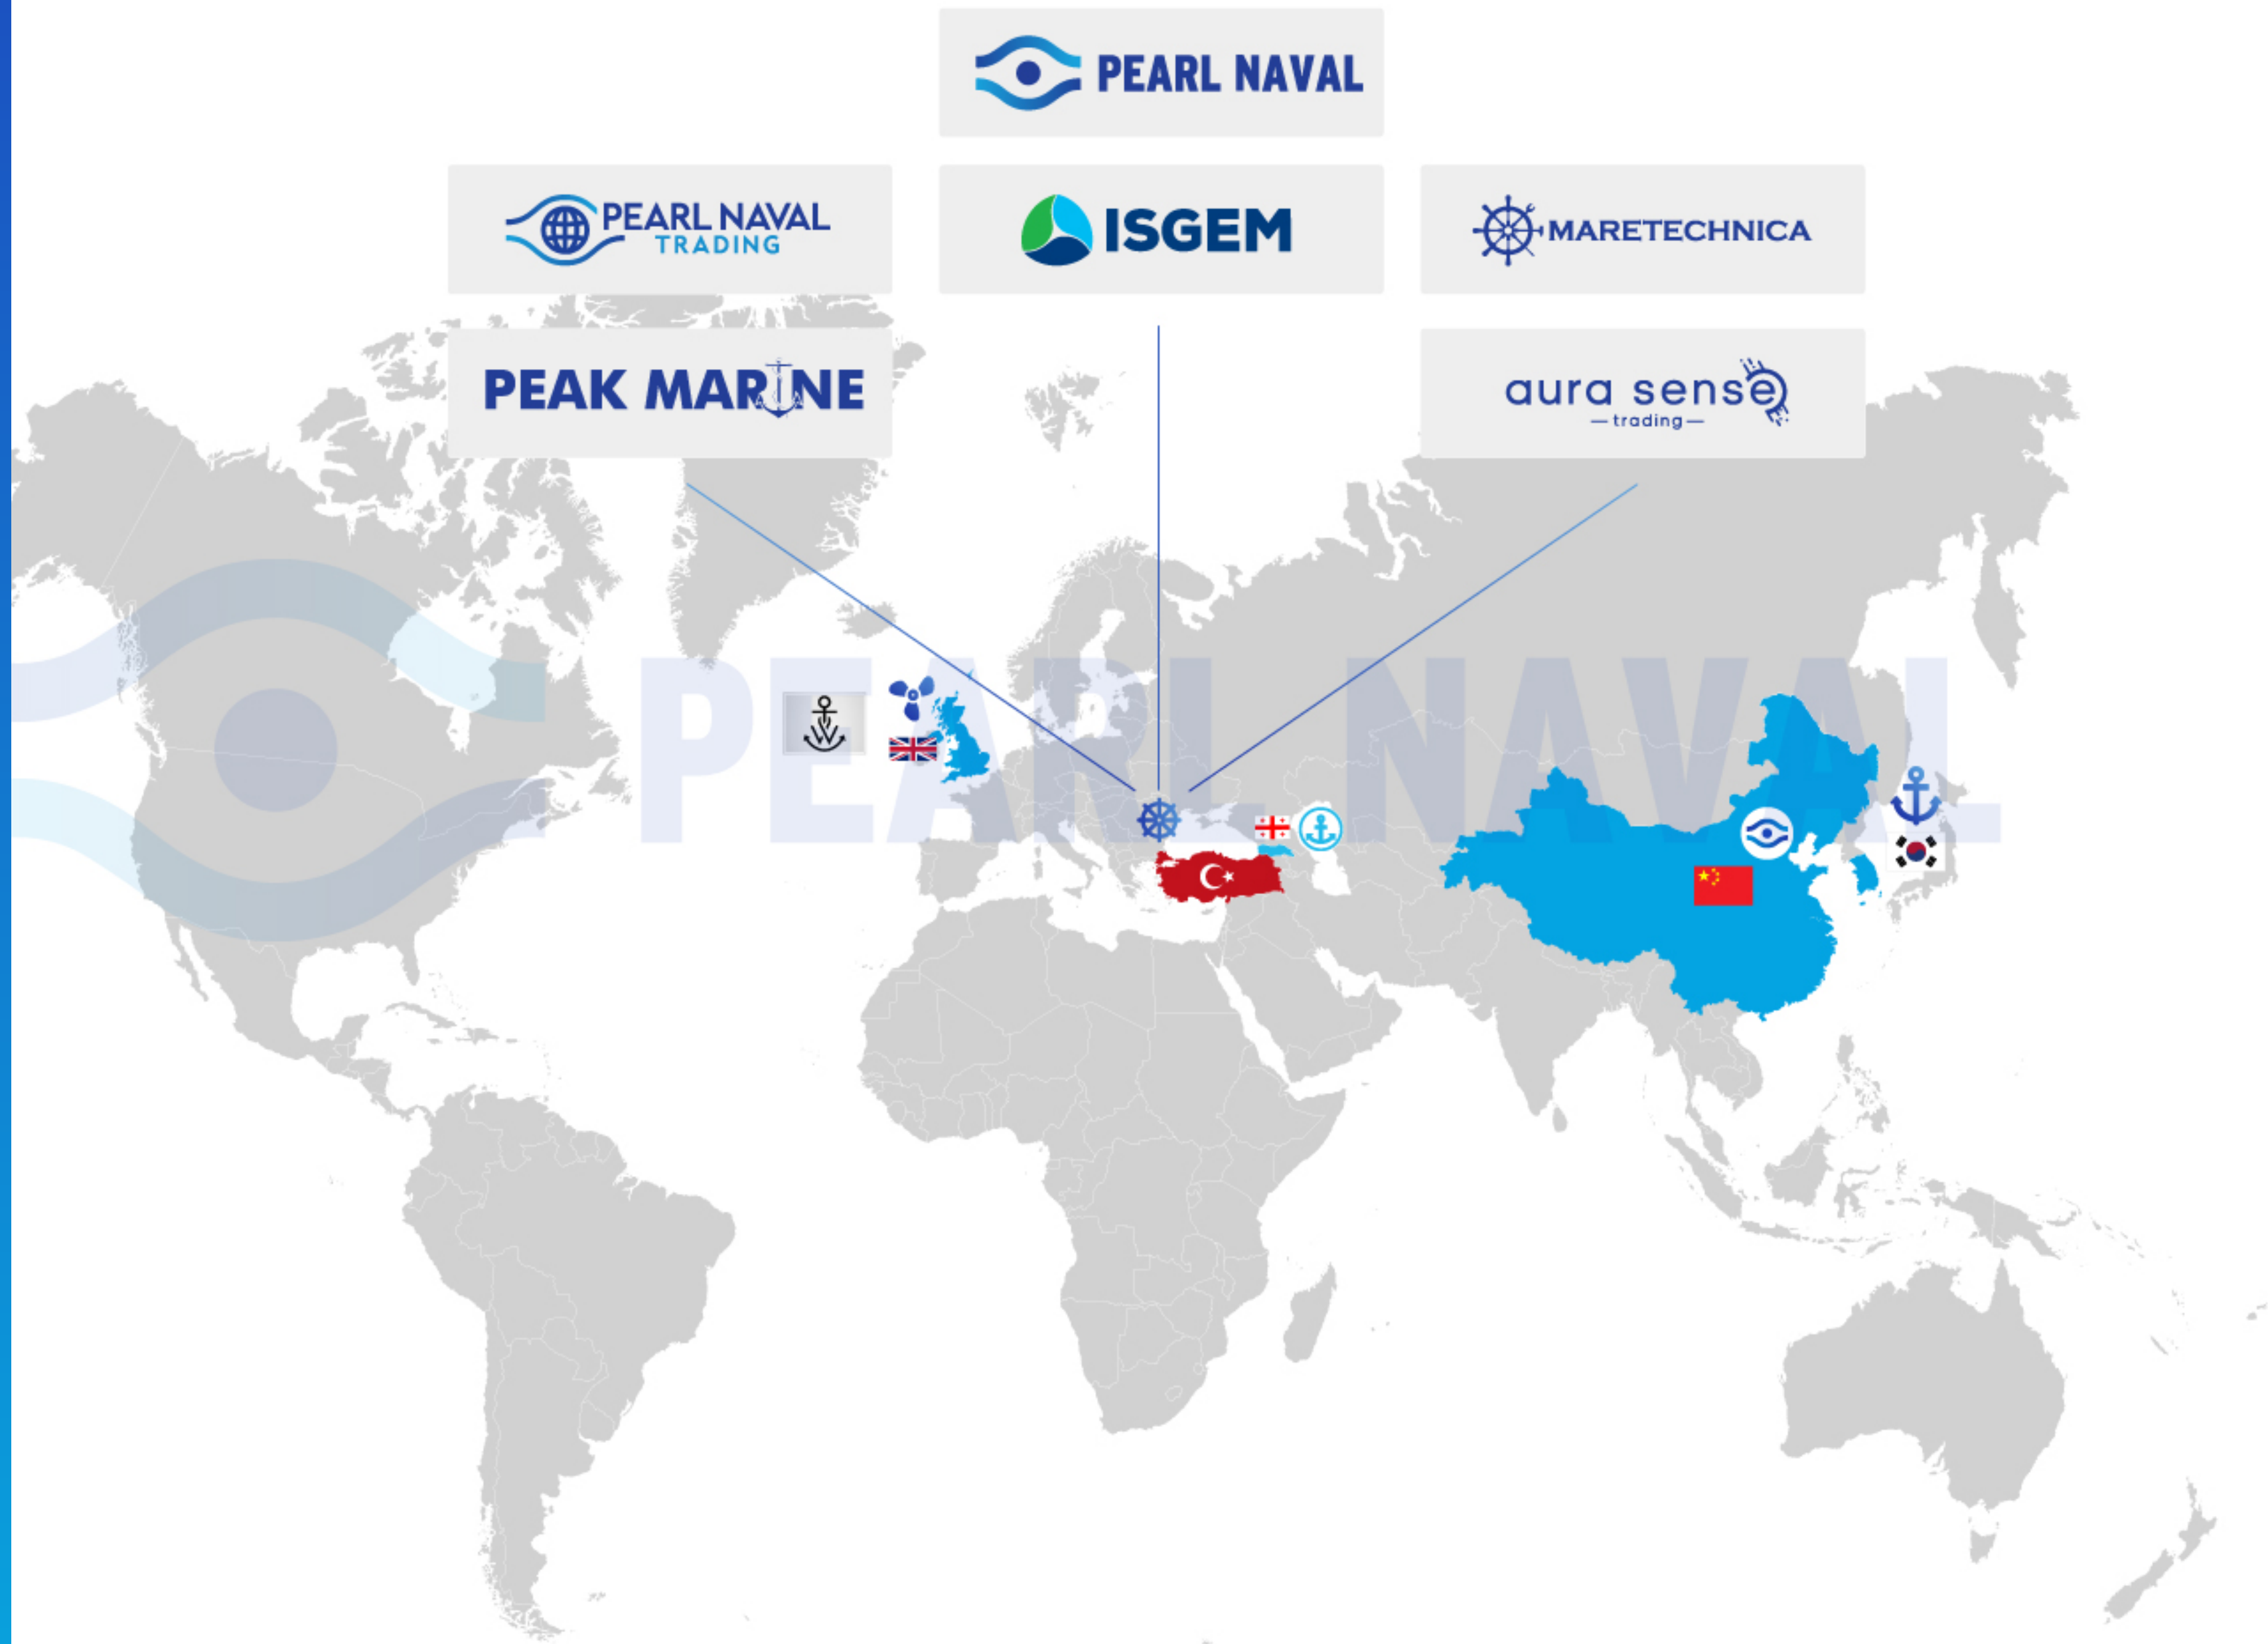 PEARL NAVAL
PEARL NAVAL
TRADING
ISGEM
MARETECHNICA
PEAK MARINE
aura sense
trading
PEARL NAVAL